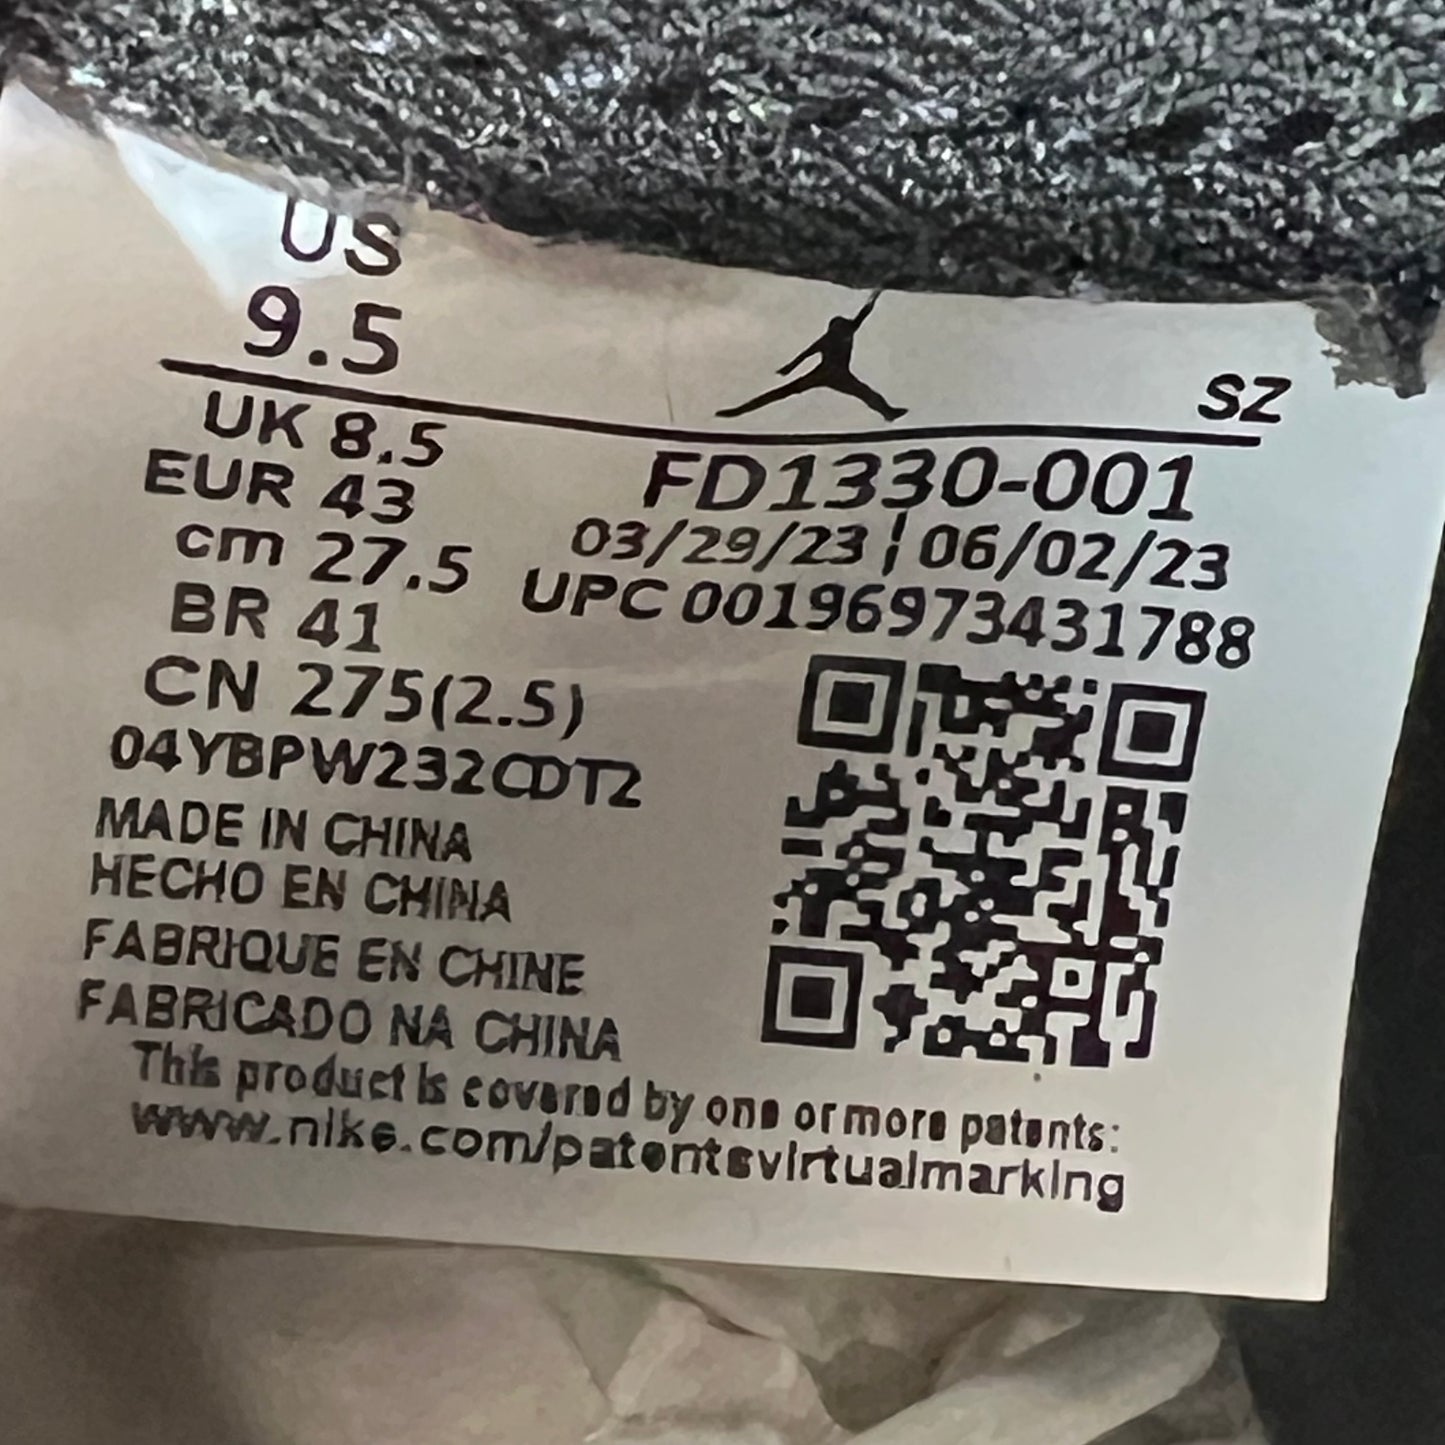 US
9.5
SZ
UK 8.5
EUR 43
cm 27.5
BR 41
CN 275(2.5)
04YBPW232CDT2
MADE IN CHINA
HECHO EN CHINA
FABRIQUE EN CHINE
FABRICADO NA CHINA
FD1330-001
03/29/23 ¦ 06/02/23
UPC 00196973431788
This product is covered by one or more patents:
www.nike.com/patentsvirtualmarking